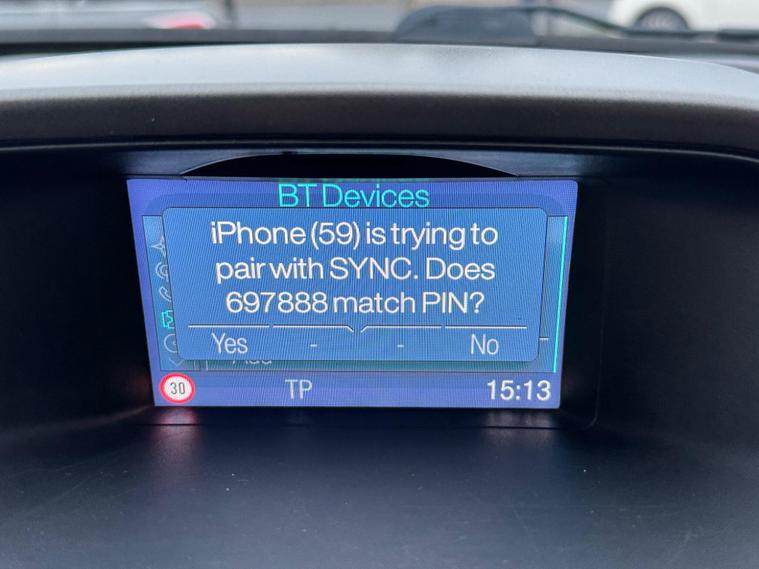 BT Devices
iPhone (59) is trying to
pair with SYNC. Does
697888 match PIN?
Yes - - No
30 TP 15:13